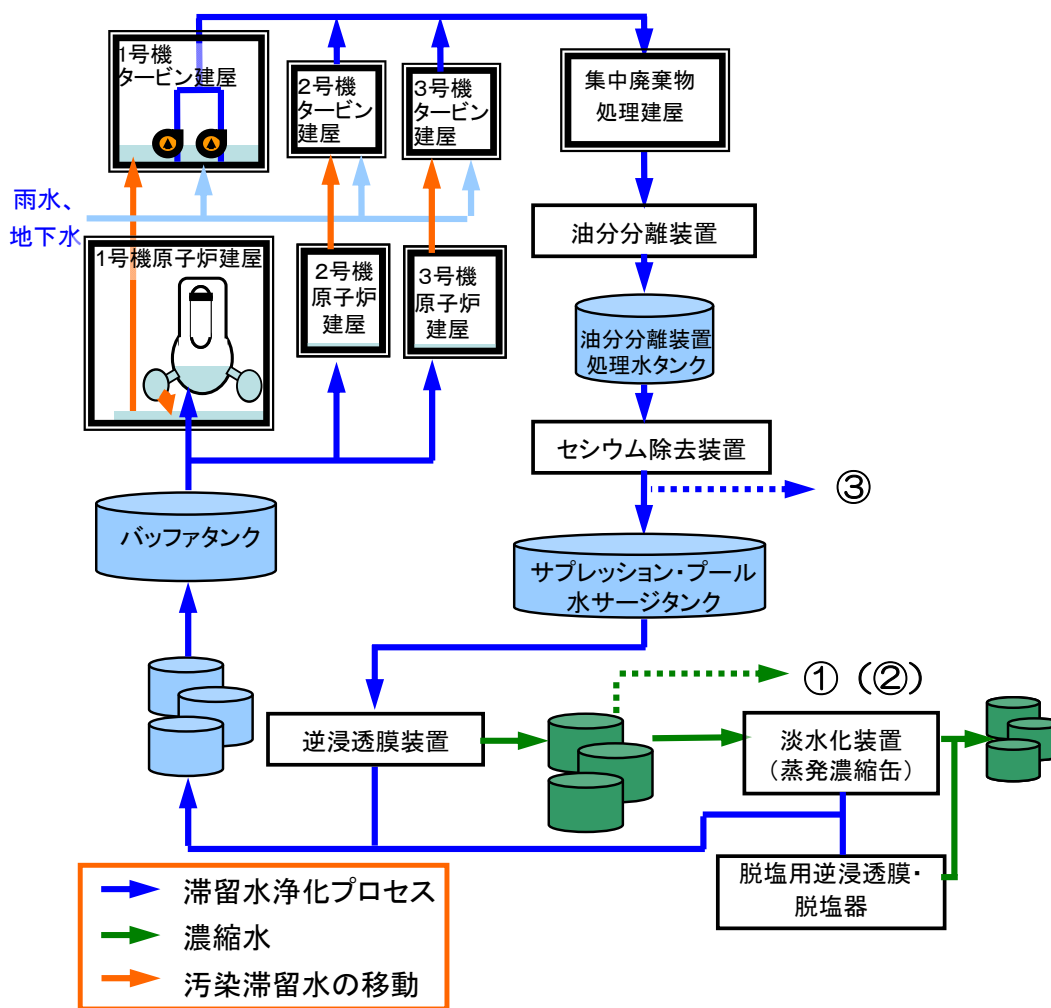 1号機
タービン建屋
2号機
タービン
建屋
3号機
タービン
建屋
集中廃棄物
処理建屋
雨水、
地下水
油分分離装置
1号機原子炉建屋
2号機
原子炉
建屋
3号機
原子炉
建屋
油分分離装置
処理水タンク
セシウム除去装置
③
バッファタンク
サプレッション・プール
水サージタンク
① (②)
逆浸透膜装置
淡水化装置
(蒸発濃縮缶)
脱塩用逆浸透膜・
脱塩器
滞留水浄化プロセス
濃縮水
汚染滞留水の移動